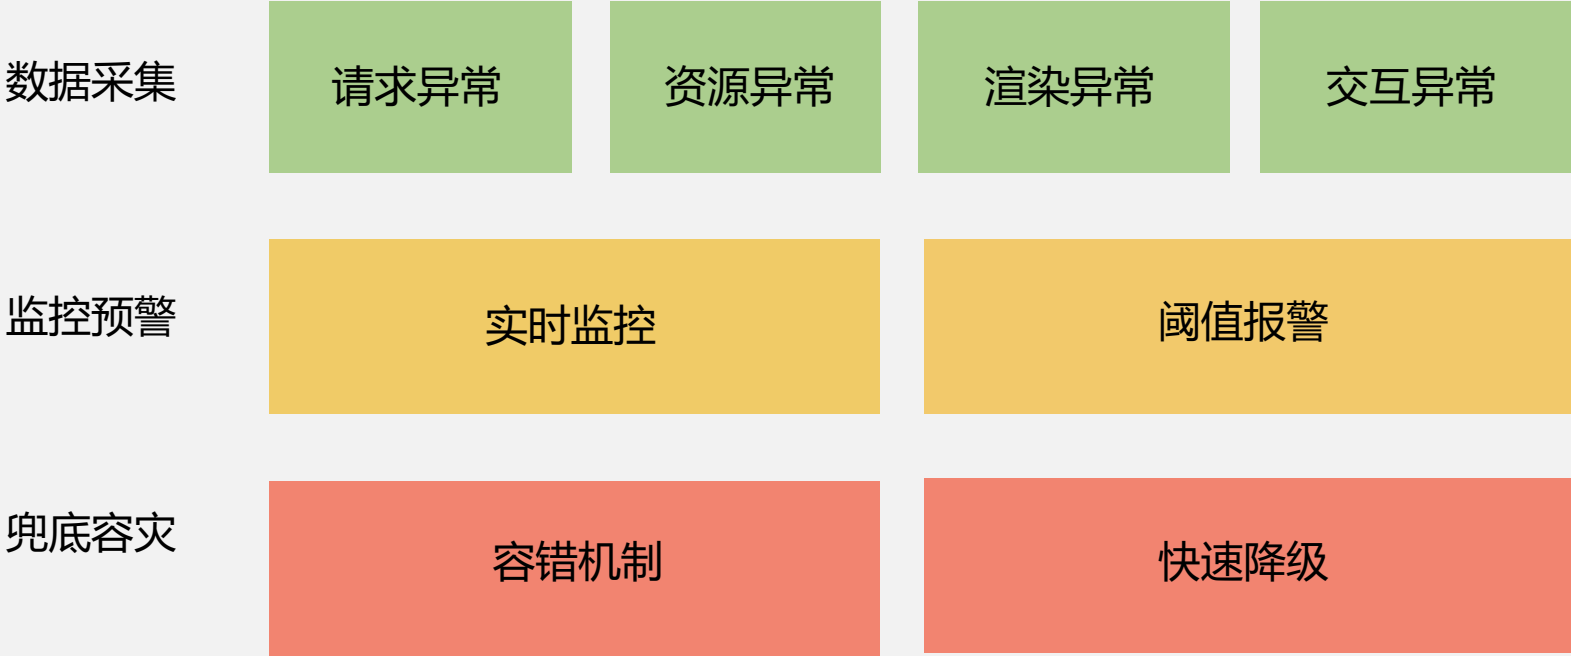 数据采集
请求异常
资源异常
渲染异常
交互异常
监控预警
实时监控
阈值报警
兜底容灾
容错机制
快速降级